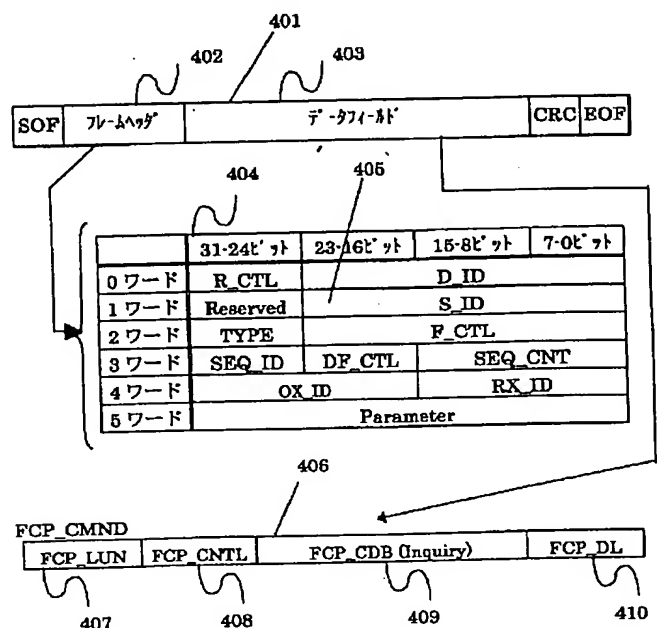 402 401 403
SOF ﾌﾚｰﾑﾍｯﾀﾞ ﾃﾞｰﾀﾌｨｰﾙﾄﾞ CRC EOF
404 405
31-24ﾋﾞｯﾄ 23-16ﾋﾞｯﾄ 15-8ﾋﾞｯﾄ 7-0ﾋﾞｯﾄ
0 ワード R_CTL D_ID
1 ワード Reserved S_ID
2 ワード TYPE F_CTL
3 ワード SEQ_ID DF_CTL SEQ_CNT
4 ワード OX_ID RX_ID
5 ワード Parameter
406
FCP_CMND
FCP_LUN FCP_CNTL FCP_CDB (Inquiry) FCP_DL
407 408 409 410